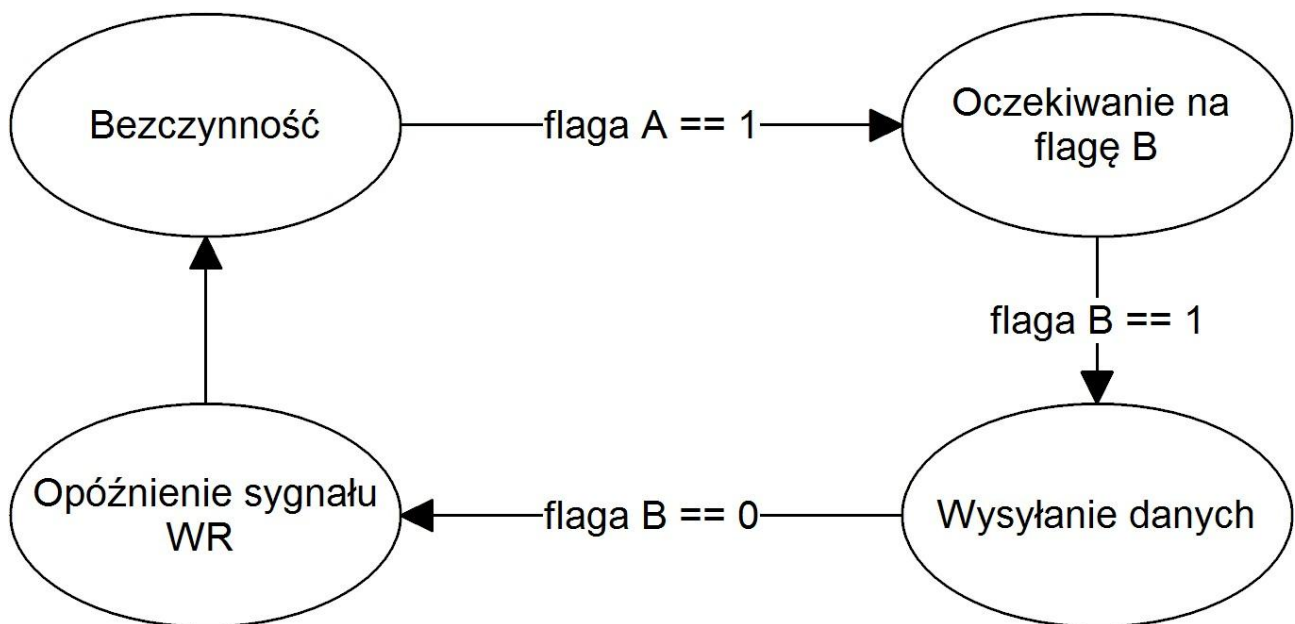 Bezczynność
flaga A == 1
Oczekiwanie na
flagę B
flaga B == 1
Wysyłanie danych
flaga B == 0
Opóźnienie sygnału
WR